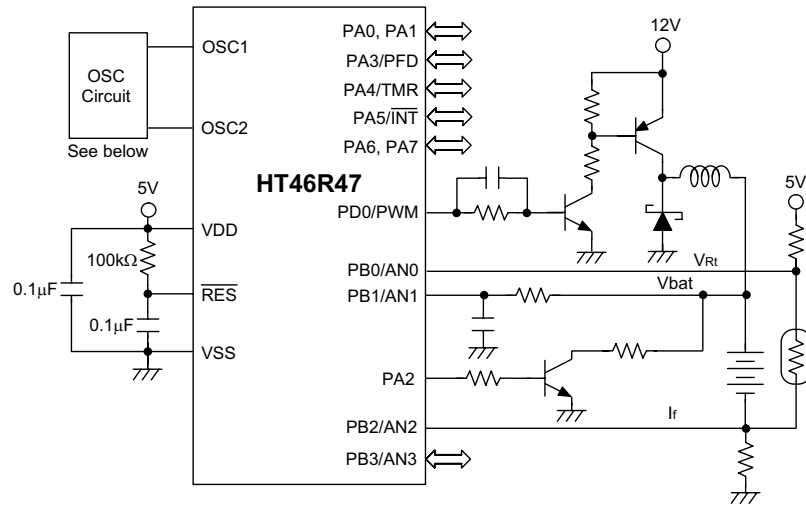 OSC
Circuit
See below
OSC1
OSC2
HT46R47
PA0, PA1
PA3/PFD
PA4/TMR
PA5/I̅N̅T̅
PA6, PA7
PD0/PWM
PB0/AN0
PB1/AN1
PA2
PB2/AN2
PB3/AN3
5V
VDD
100kΩ
R̅E̅S̅
0.1μF
0.1μF
VSS
12V
5V
VRt
Vbat
If